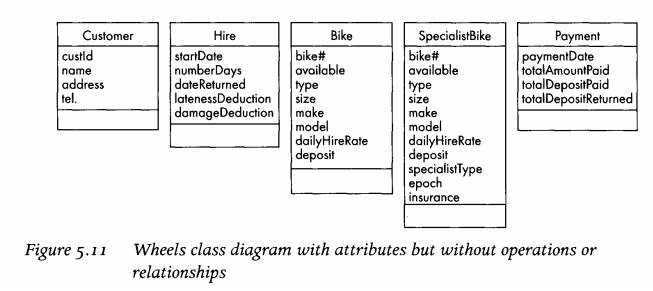 Customer
custId
name
address
tel.
Hire
startDate
numberDays
dateReturned
latenessDeduction
damageDeduction
Bike
bike#
available
type
size
make
model
dailyHireRate
deposit
SpecialistBike
bike#
available
type
size
make
model
dailyHireRate
deposit
specialistType
epoch
insurance
Payment
paymentDate
totalAmountPaid
totalDepositPaid
totalDepositReturned
Figure 5.11 Wheels class diagram with attributes but without operations or
relationships